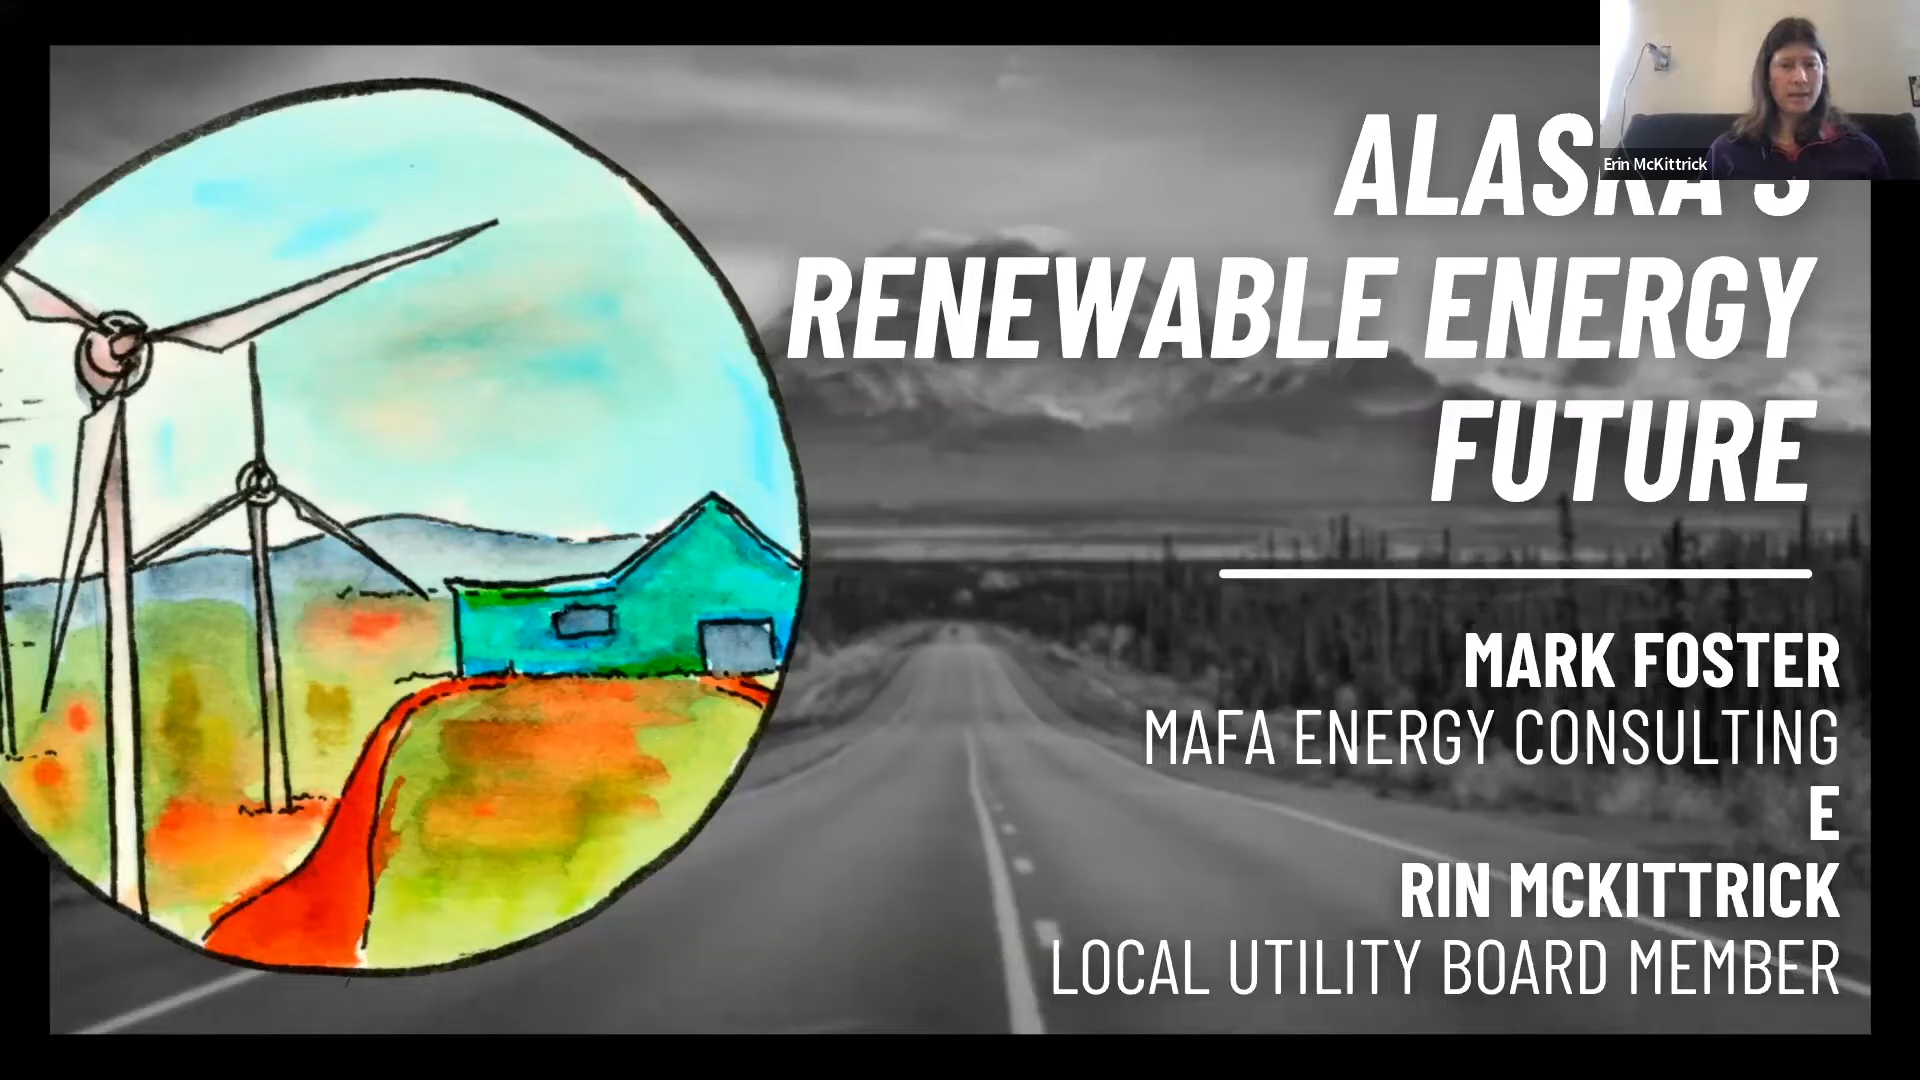 Erin McKittrick
ALASKA'S
RENEWABLE ENERGY
FUTURE
MARK FOSTER
MAFA ENERGY CONSULTING
E
RIN MCKITTRICK
LOCAL UTILITY BOARD MEMBER